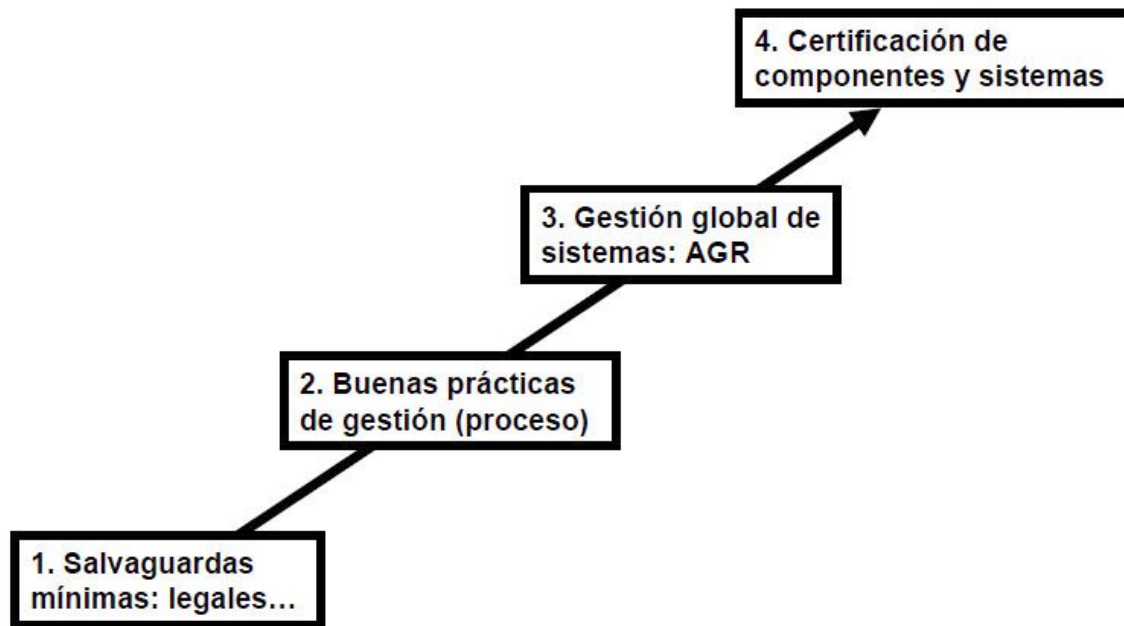 4. Certificación de
componentes y sistemas
3. Gestión global de
sistemas: AGR
2. Buenas prácticas
de gestión (proceso)
1. Salvaguardas
mínimas: legales...